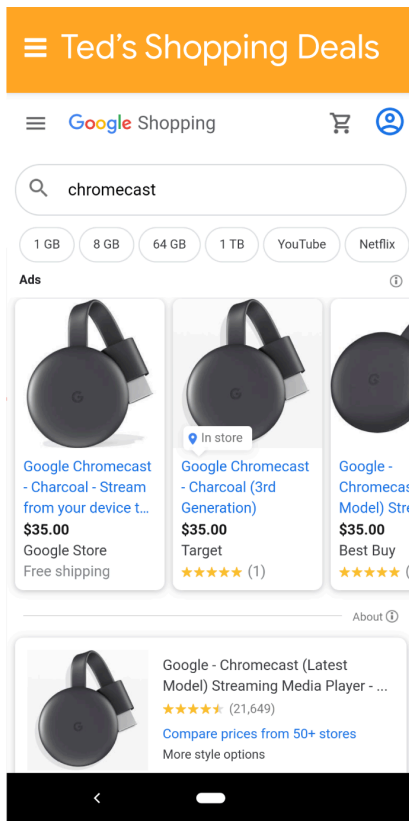 Ted's Shopping Deals
Google Shopping
chromecast
1 GB
8 GB
64 GB
1 TB
YouTube
Netflix
Ads
In store
Google Chromecast
- Charcoal - Stream
from your device t...
$35.00
Google Store
Free shipping
Google Chromecast
- Charcoal (3rd
Generation)
$35.00
Target
(1)
Google -
Chromecas
Model) Stre
$35.00
Best Buy
(
About
Google - Chromecast (Latest
Model) Streaming Media Player - ...
(21,649)
Compare prices from 50+ stores
More style options